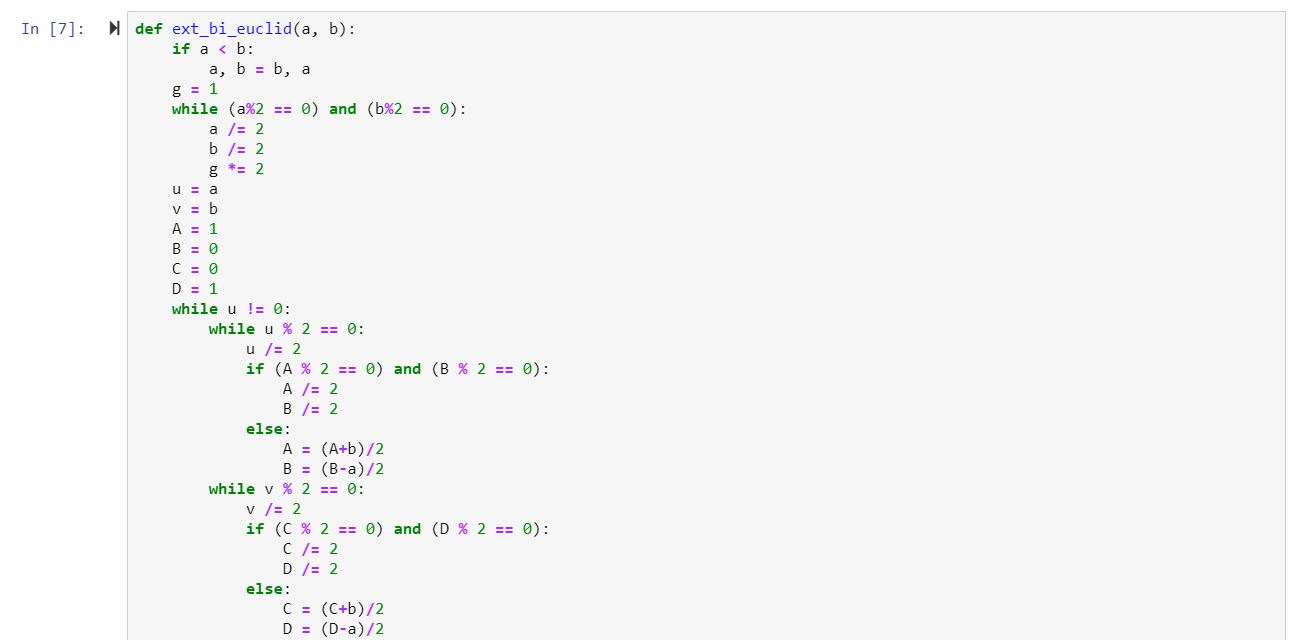 In [7]: def ext_bi_euclid(a, b):
    if a < b:
        a, b = b, a
    g = 1
    while (a%2 == 0) and (b%2 == 0):
        a /= 2
        b /= 2
        g *= 2
    u = a
    v = b
    A = 1
    B = 0
    C = 0
    D = 1
    while u != 0:
        while u % 2 == 0:
            u /= 2
            if (A % 2 == 0) and (B % 2 == 0):
                A /= 2
                B /= 2
            else:
                A = (A+b)/2
                B = (B-a)/2
        while v % 2 == 0:
            v /= 2
            if (C % 2 == 0) and (D % 2 == 0):
                C /= 2
                D /= 2
            else:
                C = (C+b)/2
                D = (D-a)/2